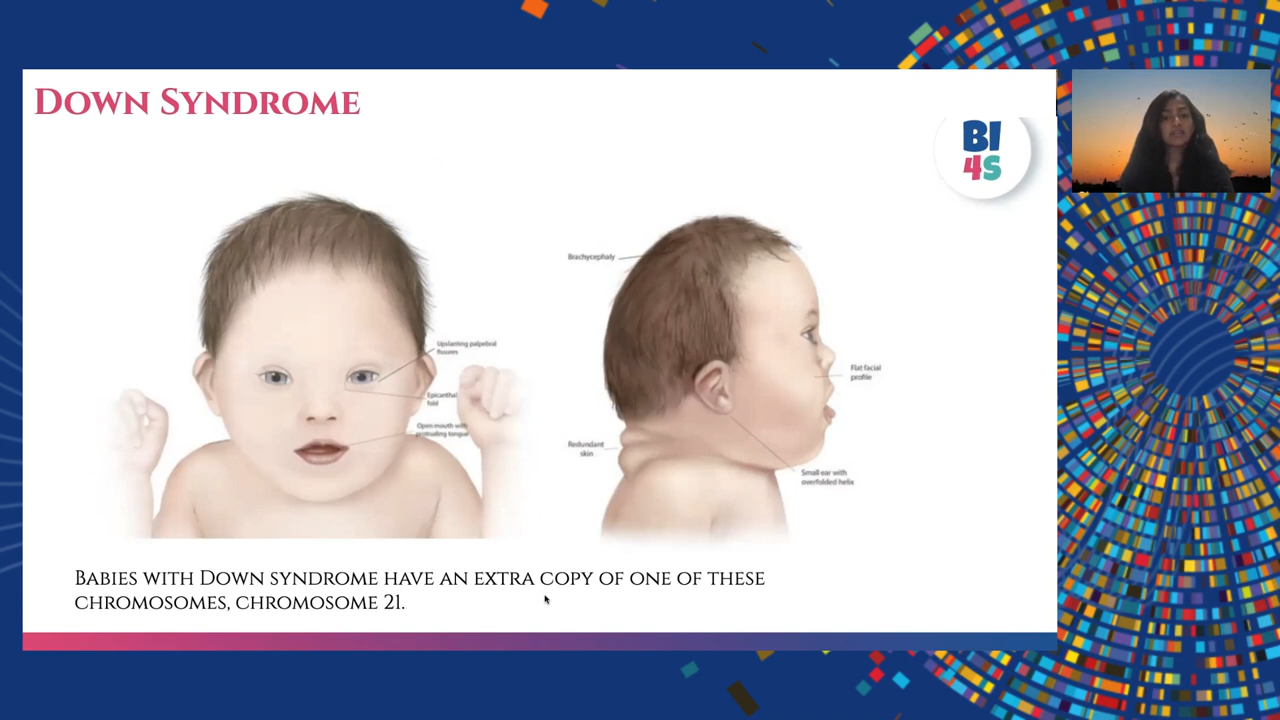 Down Syndrome
BI
4S
Brachycephaly
Upslanting palpebral
fissures
Flat facial
profile
Epicanthal
fold
Open mouth with
protruding tongue
Redundant
skin
Small ear with
overfolded helix
Babies with Down syndrome have an extra copy of one of these
chromosomes, chromosome 21.